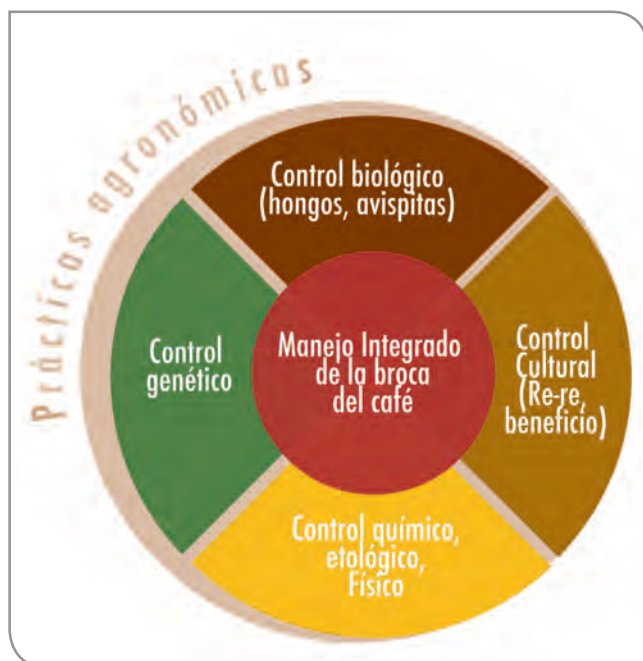 Prácticas agronómicas
Control biológico
(hongos, avispitas)
Control
genético
Manejo Integrado
de la broca
del café
Control
Cultural
(Re-re,
beneficio)
Control químico,
etológico,
Físico